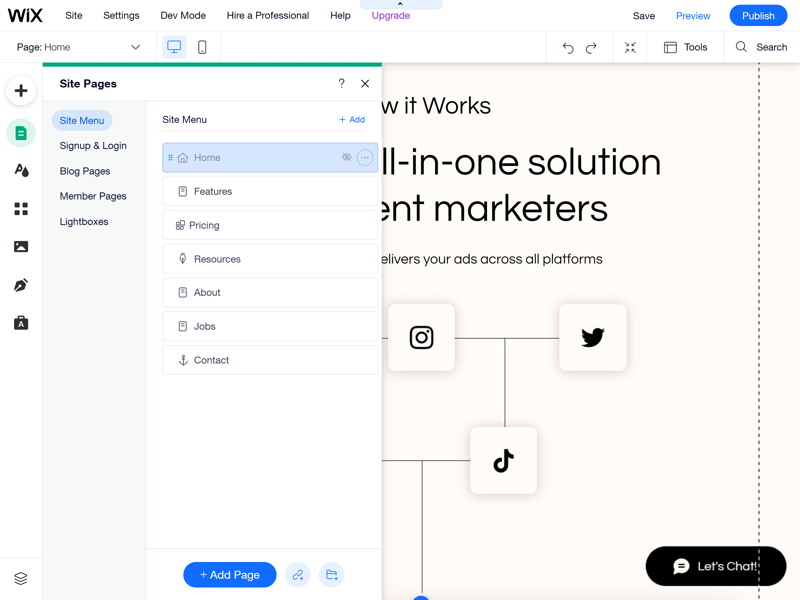 WiX
Site
Settings
Dev Mode
Hire a Professional
Help
Upgrade
Save
Preview
Publish
Page: Home
Tools
Search
Site Pages
?
Site Menu
Signup & Login
Blog Pages
Member Pages
Lightboxes
Site Menu
+ Add
Home
Features
Pricing
Resources
About
Jobs
Contact
+ Add Page
w it Works
ll-in-one solution
ent marketers
elivers your ads across all platforms
Let's Chat!